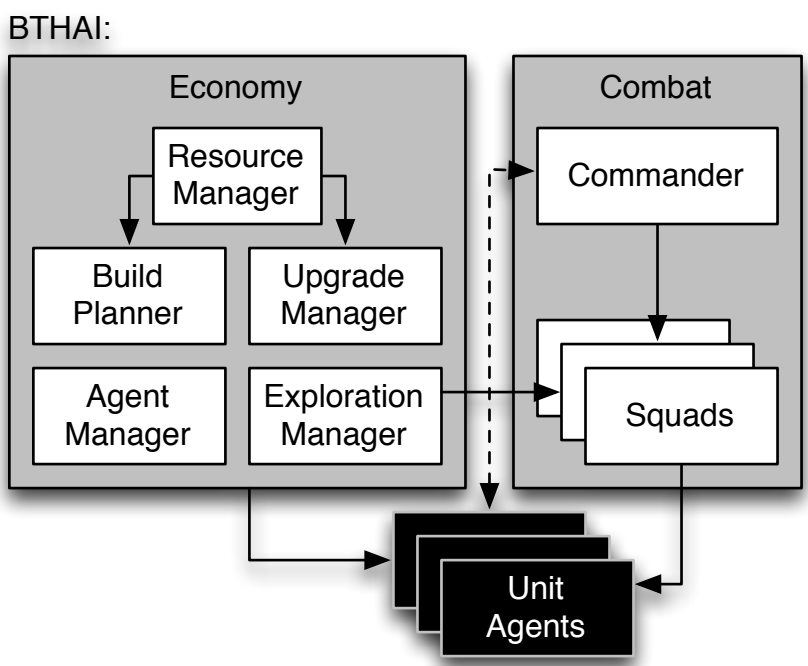 BTHAI:
Economy
Resource
Manager
Build
Planner
Upgrade
Manager
Agent
Manager
Exploration
Manager
Combat
Commander
Squads
Unit
Agents